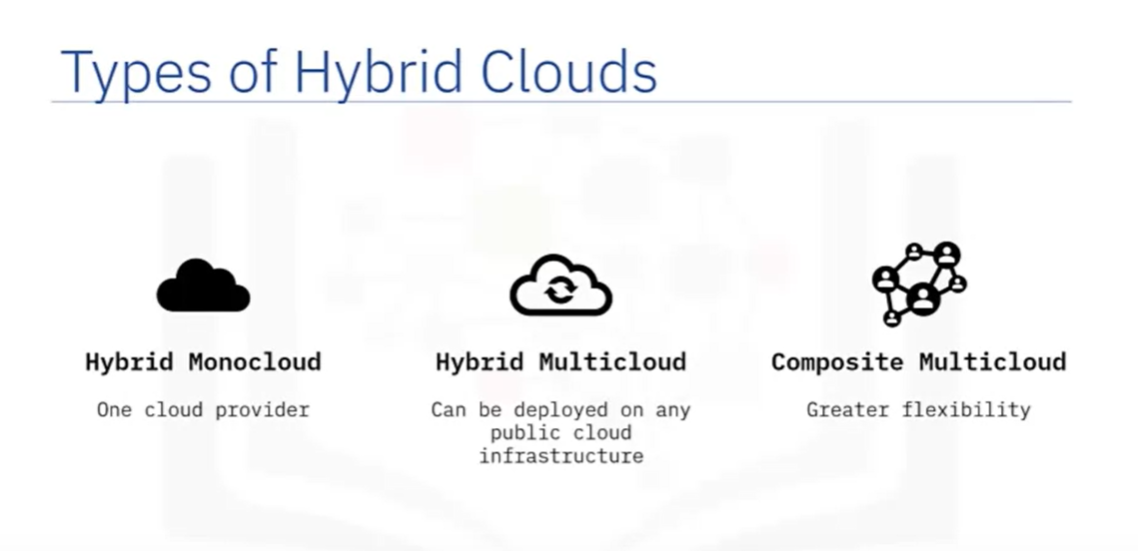 Types of Hybrid Clouds
Hybrid Monocloud
One cloud provider
Hybrid Multicloud
Can be deployed on any
public cloud
infrastructure
Composite Multicloud
Greater flexibility